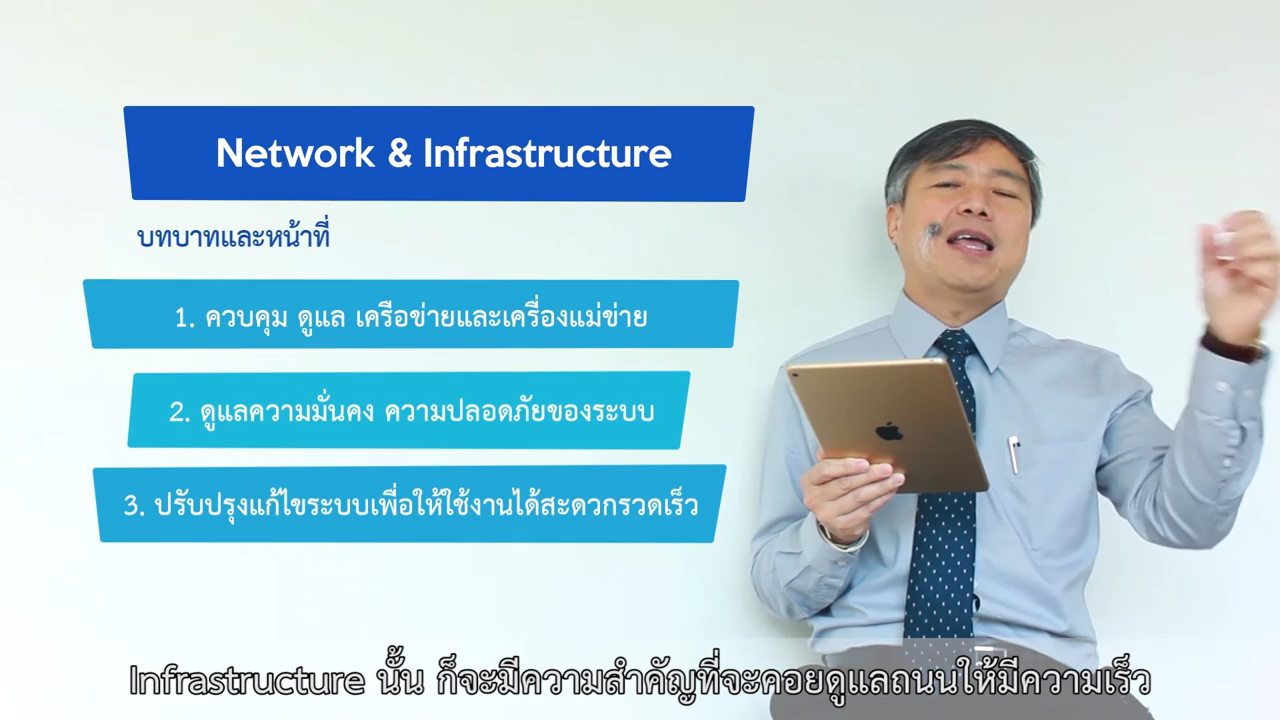 Network & Infrastructure
บทบาทและหน้าที่
1. ควบคุม ดูแล เครือข่ายและเครื่องแม่ข่าย
2. ดูแลความมั่นคง ความปลอดภัยของระบบ
3. ปรับปรุงแก้ไขระบบเพื่อให้ใช้งานได้สะดวกรวดเร็ว
Infrastructure นั้น ก็จะมีความสำคัญที่จะคอยดูแลถนนให้มีความเร็ว